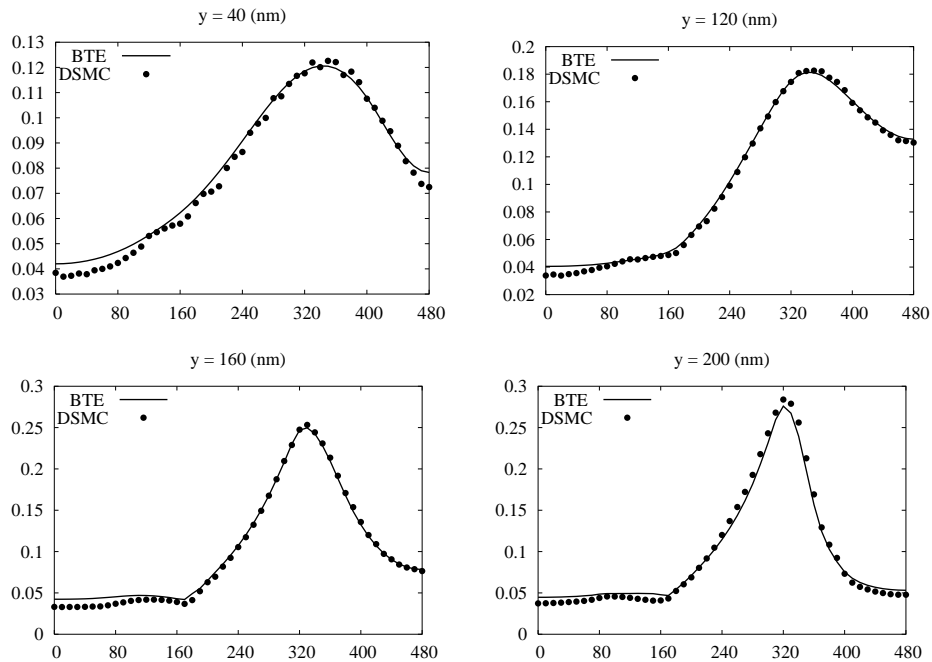 y = 40 (nm)
0.13
0.12
0.11
0.1
0.09
0.08
0.07
0.06
0.05
0.04
0.03
BTE
DSMC
0 80 160 240 320 400 480
y = 120 (nm)
0.2
0.18
0.16
0.14
0.12
0.1
0.08
0.06
0.04
0.02
BTE
DSMC
0 80 160 240 320 400 480
y = 160 (nm)
0.3
0.25
0.2
0.15
0.1
0.05
0
BTE
DSMC
0 80 160 240 320 400 480
y = 200 (nm)
0.3
0.25
0.2
0.15
0.1
0.05
0
BTE
DSMC
0 80 160 240 320 400 480